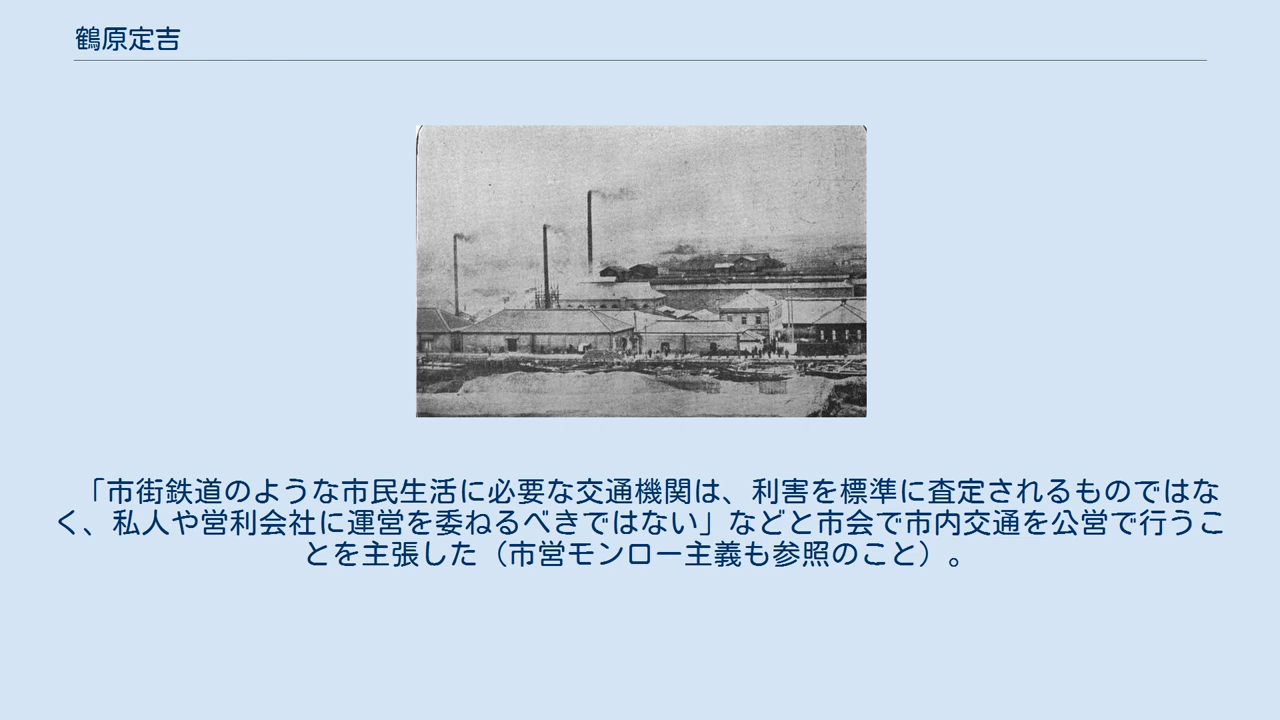 鶴原定吉
「市街鉄道のような市民生活に必要な交通機関は、利害を標準に査定されるものではな
く、私人や営利会社に運営を委ねるべきではない」などと市会で市内交通を公営で行うこ
とを主張した（市営モンロー主義も参照のこと）。